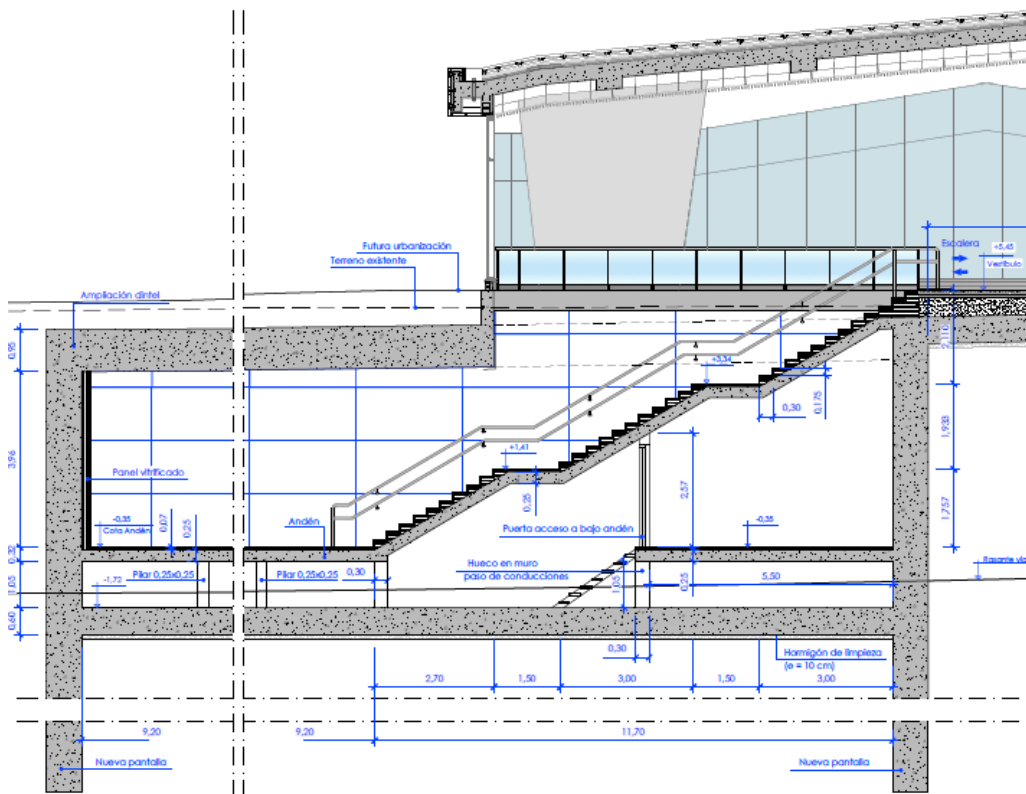 Futura urbanización
Terreno existente
Escalera
+5,45
Vestíbulo
Ampliación dintel
0,95
2,110
+3,34
0,30
0,175
3,96
1,933
+1,41
Panel vitrificado
0,25
2,57
1,757
-0,35
Cota Andén
0,07
0,25
Andén
Puerta acceso a bajo andén
-0,35
0,32
Hueco en muro
paso de conducciones
Pilar 0,25x0,25
Pilar 0,25x0,25
0,30
1,05
0,25
5,50
Rasante vía
1,05
-1,72
0,60
0,30
Hormigón de limpieza
(e = 10 cm)
2,70
1,50
3,00
1,50
3,00
9,20
9,20
11,70
Nueva pantalla
Nueva pantalla